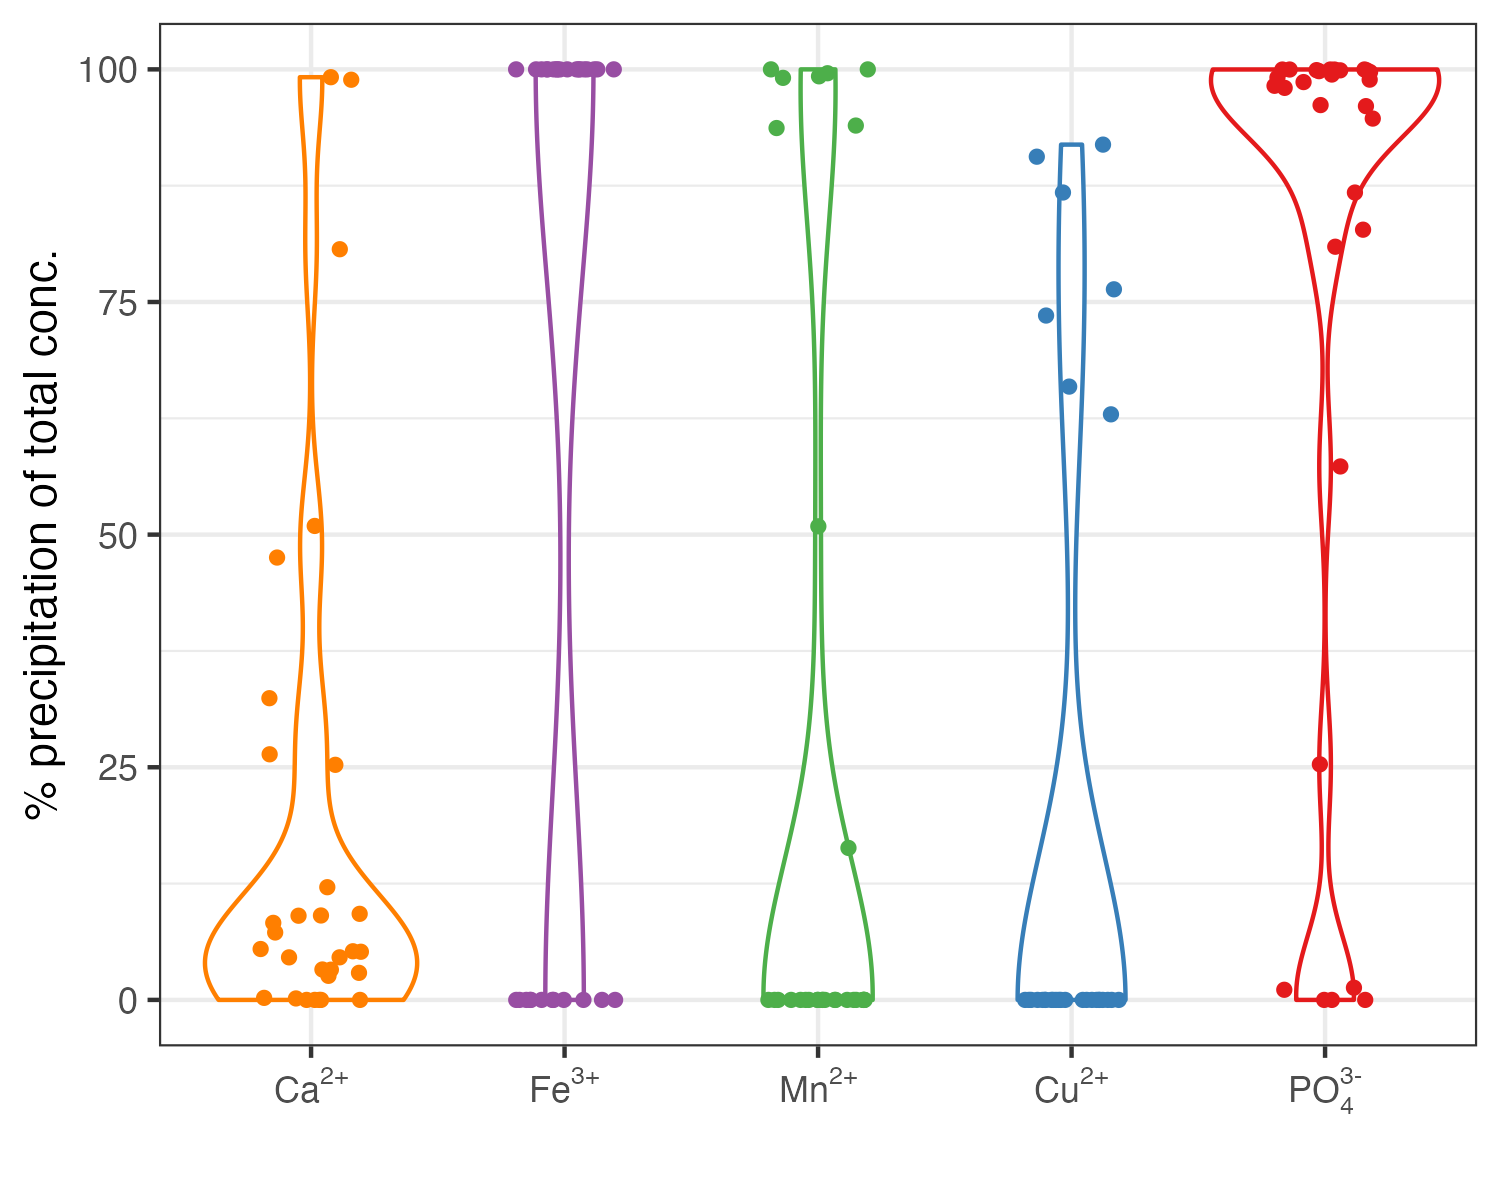 % precipitation of total conc.
100
75
50
25
0
Ca²⁺ Fe³⁺ Mn²⁺ Cu²⁺ PO₄³⁻